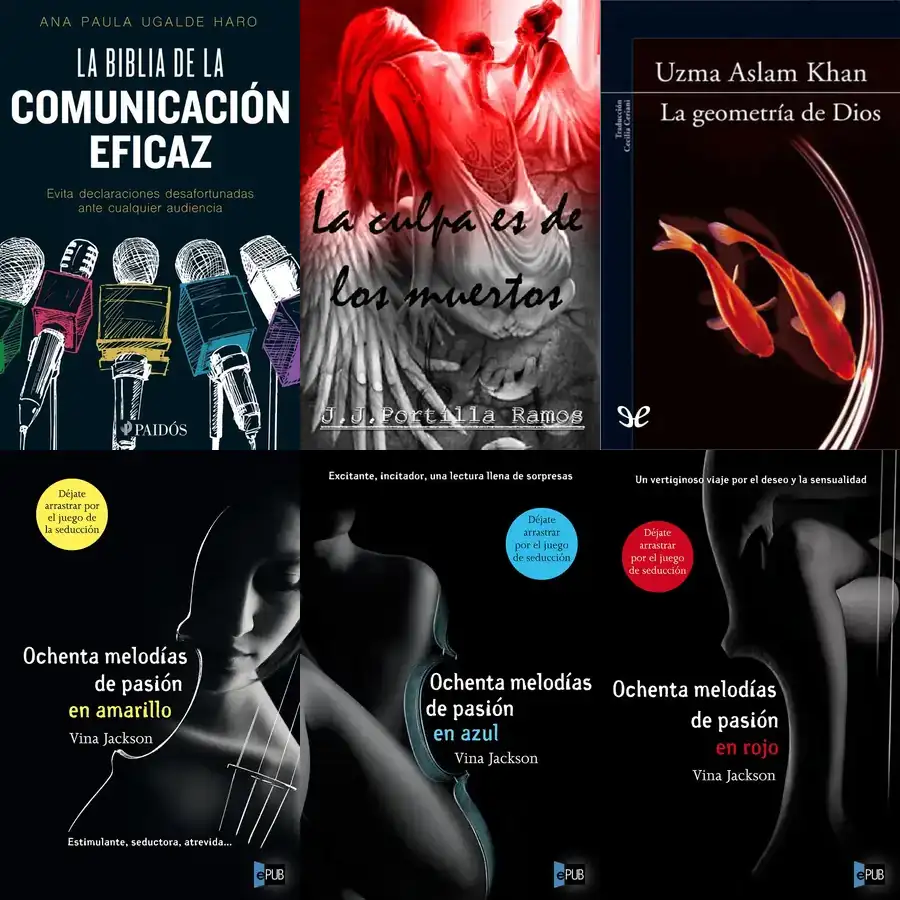 ANA PAULA UGALDE HARO
LA BIBLIA DE LA
COMUNICACIÓN
EFICAZ
Evita declaraciones desafortunadas
ante cualquier audiencia
PAIDÓS
La culpa es de
los muertos
J.J.Portilla Ramos
Uzma Aslam Khan
La geometría de Dios
Traducción
Cecilia Ceriani
Déjate
arrastrar por
el juego de
la seducción
Ochenta melodías
de pasión
en amarillo
Vina Jackson
Estimulante, seductora, atrevida...
ePUB
Excitante, incitador, una lectura llena de sorpresas
Déjate
arrastrar
por el juego
de seducción
Ochenta melodías
de pasión
en azul
Vina Jackson
ePUB
Un vertiginoso viaje por el deseo y la sensualidad
Déjate
arrastrar
por el juego
de seducción
Ochenta melodías
de pasión
en rojo
Vina Jackson
ePUB